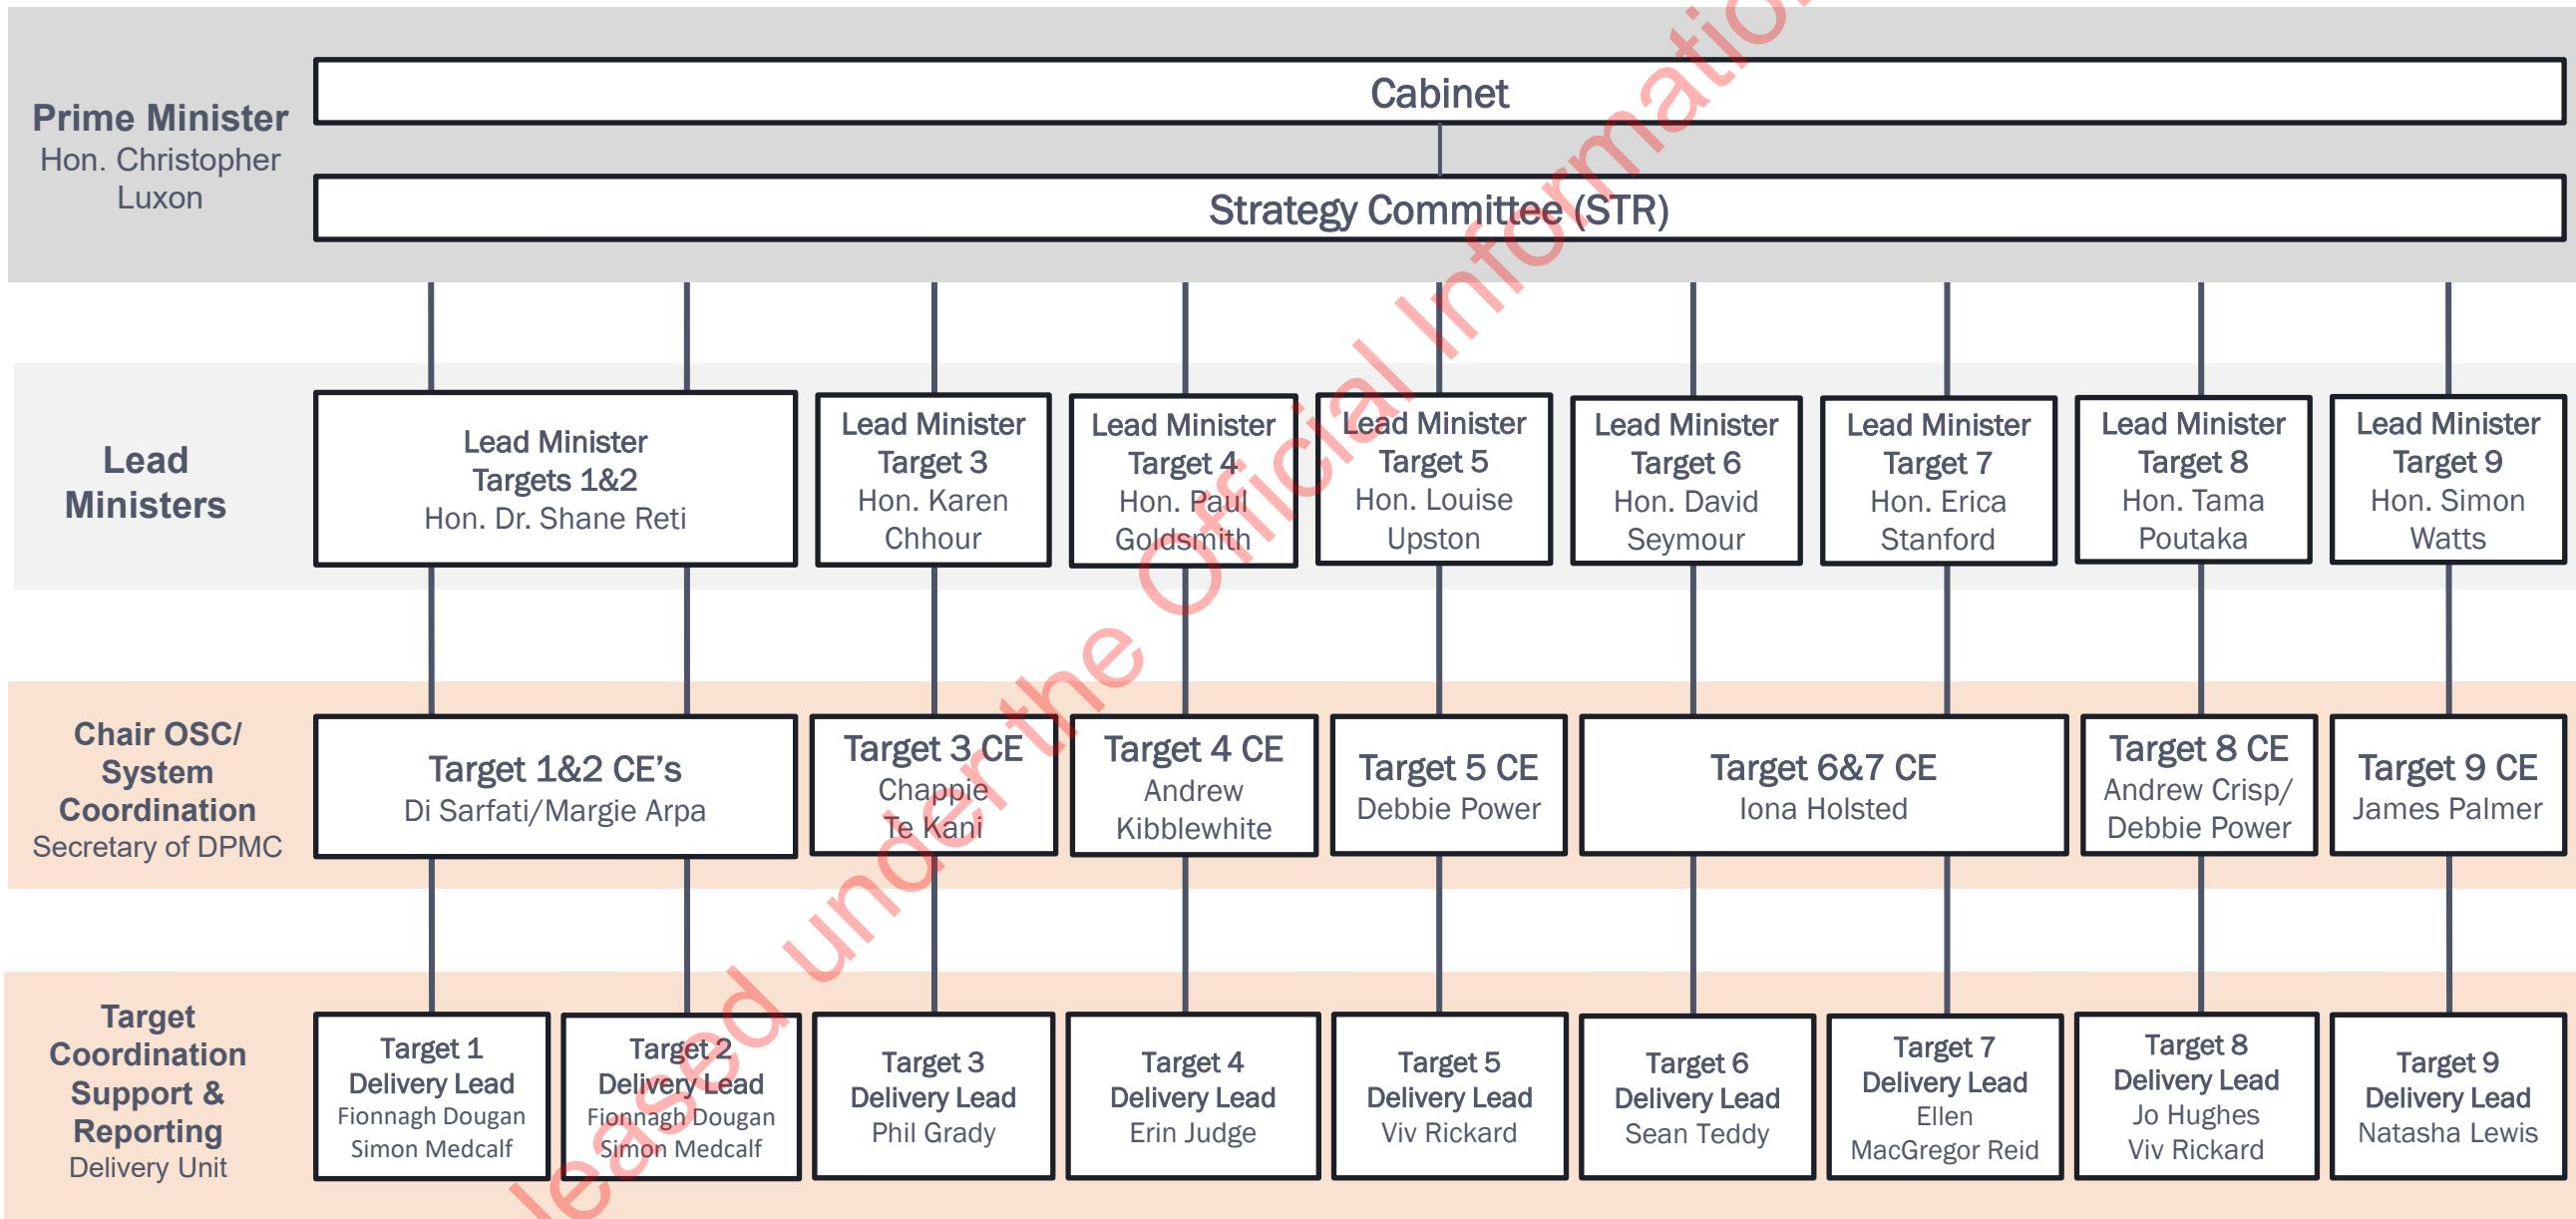 Prime Minister
Hon. Christopher
Luxon
Cabinet
Strategy Committee (STR)
Lead
Ministers
Lead Minister
Targets 1&2
Hon. Dr. Shane Reti
Lead Minister
Target 3
Hon. Karen
Chhour
Lead Minister
Target 4
Hon. Paul
Goldsmith
Lead Minister
Target 5
Hon. Louise
Upston
Lead Minister
Target 6
Hon. David
Seymour
Lead Minister
Target 7
Hon. Erica
Stanford
Lead Minister
Target 8
Hon. Tama
Poutaka
Lead Minister
Target 9
Hon. Simon
Watts
Chair OSC/
System
Coordination
Secretary of DPMC
Target 1&2 CE’s
Di Sarfati/Margie Arpa
Target 3 CE
Chappie
Te Kani
Target 4 CE
Andrew
Kibblewhite
Target 5 CE
Debbie Power
Target 6&7 CE
Iona Holsted
Target 8 CE
Andrew Crisp/
Debbie Power
Target 9 CE
James Palmer
Target
Coordination
Support &
Reporting
Delivery Unit
Target 1
Delivery Lead
Fionnagh Dougan
Simon Medcalf
Target 2
Delivery Lead
Fionnagh Dougan
Simon Medcalf
Target 3
Delivery Lead
Phil Grady
Target 4
Delivery Lead
Erin Judge
Target 5
Delivery Lead
Viv Rickard
Target 6
Delivery Lead
Sean Teddy
Target 7
Delivery Lead
Ellen
MacGregor Reid
Target 8
Delivery Lead
Jo Hughes
Viv Rickard
Target 9
Delivery Lead
Natasha Lewis
leased under the Official Informatio